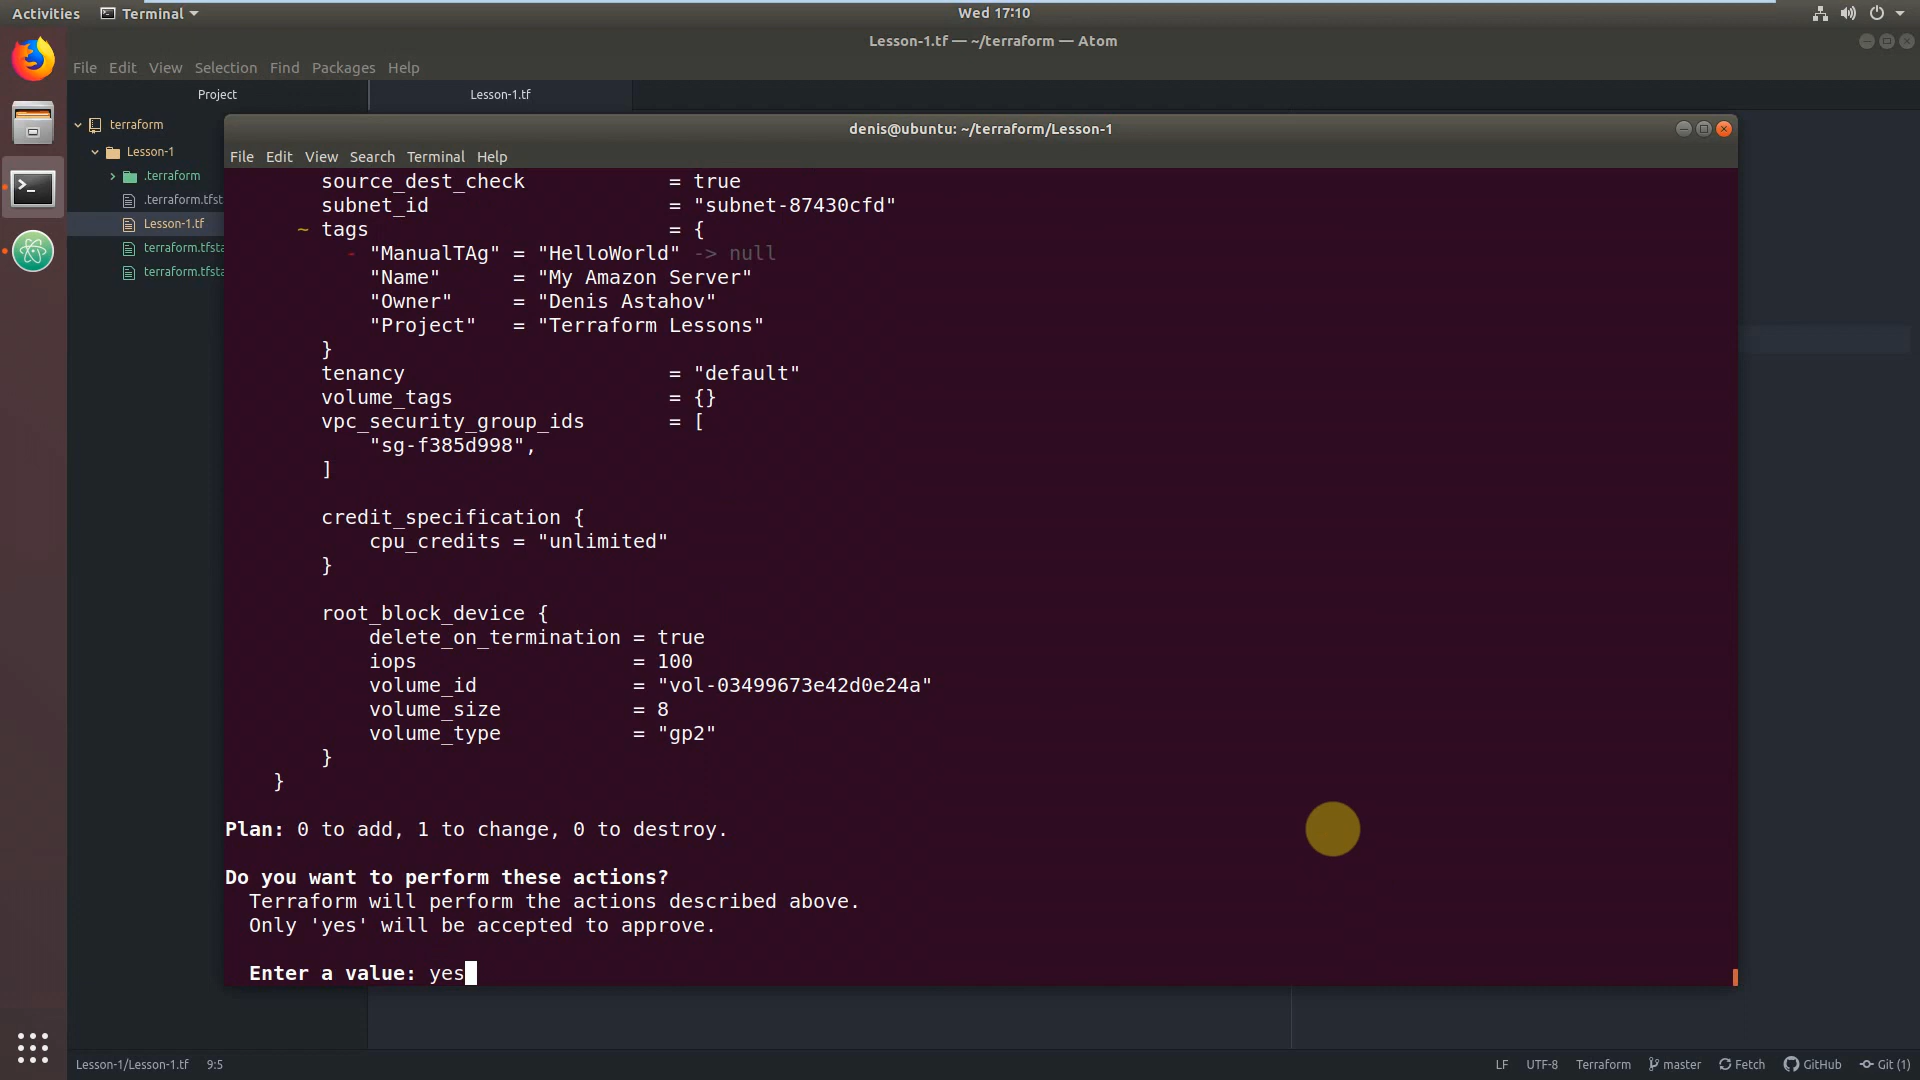 Activities Terminal Wed 17:10
Lesson-1.tf — ~/terraform — Atom
File Edit View Selection Find Packages Help
Project Lesson-1.tf
terraform
Lesson-1
.terraform
.terraform.tfst
Lesson-1.tf
terraform.tfsta
terraform.tfsta
denis@ubuntu: ~/terraform/Lesson-1
File Edit View Search Terminal Help
source_dest_check = true
subnet_id = "subnet-87430cfd"
~ tags = {
- "ManualTAg" = "HelloWorld" -> null
"Name" = "My Amazon Server"
"Owner" = "Denis Astahov"
"Project" = "Terraform Lessons"
}
tenancy = "default"
volume_tags = {}
vpc_security_group_ids = [
"sg-f385d998",
]
credit_specification {
cpu_credits = "unlimited"
}
root_block_device {
delete_on_termination = true
iops = 100
volume_id = "vol-03499673e42d0e24a"
volume_size = 8
volume_type = "gp2"
}
}
Plan: 0 to add, 1 to change, 0 to destroy.
Do you want to perform these actions?
Terraform will perform the actions described above.
Only 'yes' will be accepted to approve.
Enter a value: yes
Lesson-1/Lesson-1.tf 9:5 LF UTF-8 Terraform master Fetch GitHub Git (1)